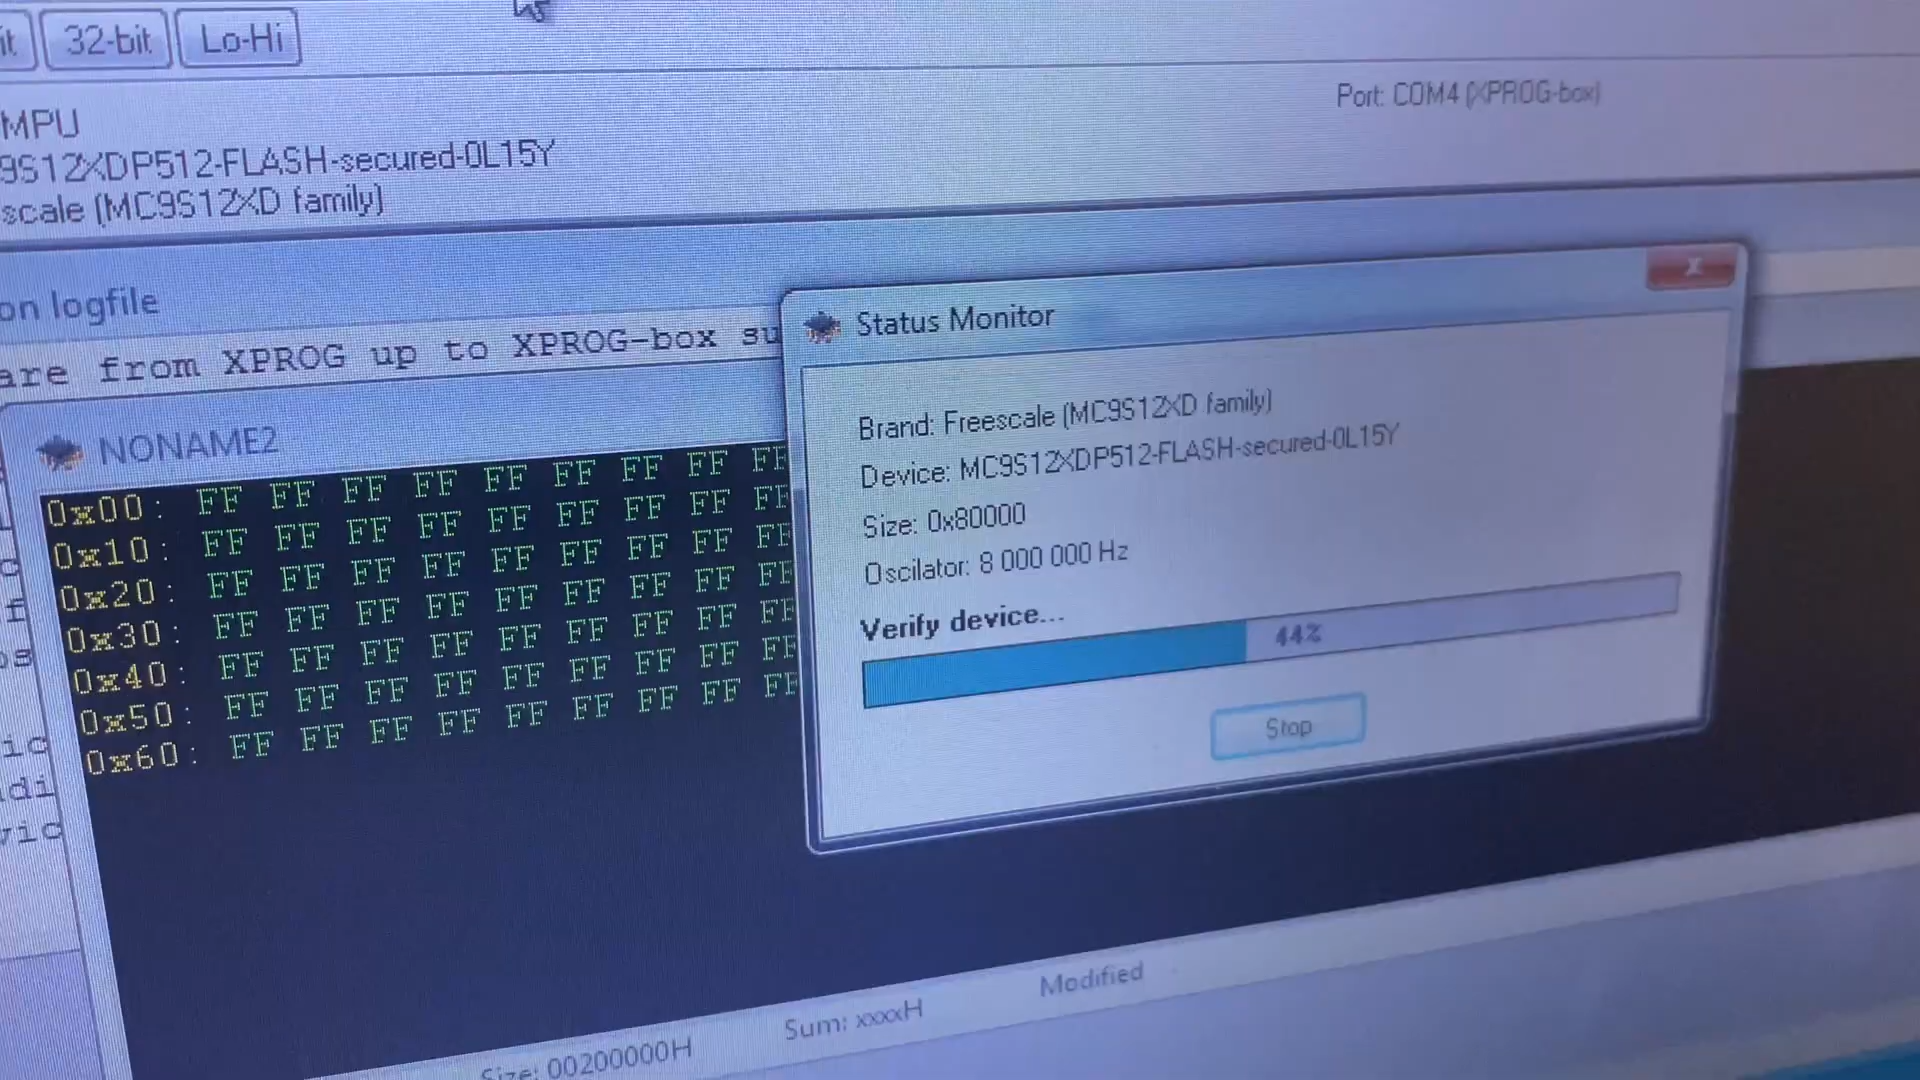 32-bit Lo-Hi
Port: COM4 (XPROG-box)
MPU
9S12XDP512-FLASH-secured-0L15Y
scale (MC9S12XD family)
on logfile
are from XPROG up to XPROG-box su
Status Monitor
Brand: Freescale (MC9S12XD family)
Device: MC9S12XDP512-FLASH-secured-0L15Y
Size: 0x80000
Oscilator: 8 000 000 Hz
Verify device...
44%
Stop
NONAME2
0x00: FF FF FF FF FF FF FF FF FF
0x10: FF FF FF FF FF FF FF FF FF
0x20: FF FF FF FF FF FF FF FF FF
0x30: FF FF FF FF FF FF FF FF FF
0x40: FF FF FF FF FF FF FF FF FF
0x50: FF FF FF FF FF FF FF FF FF
0x60: FF FF FF FF FF FF FF FF FF
Size: 00200000H Sum: xxxxH Modified